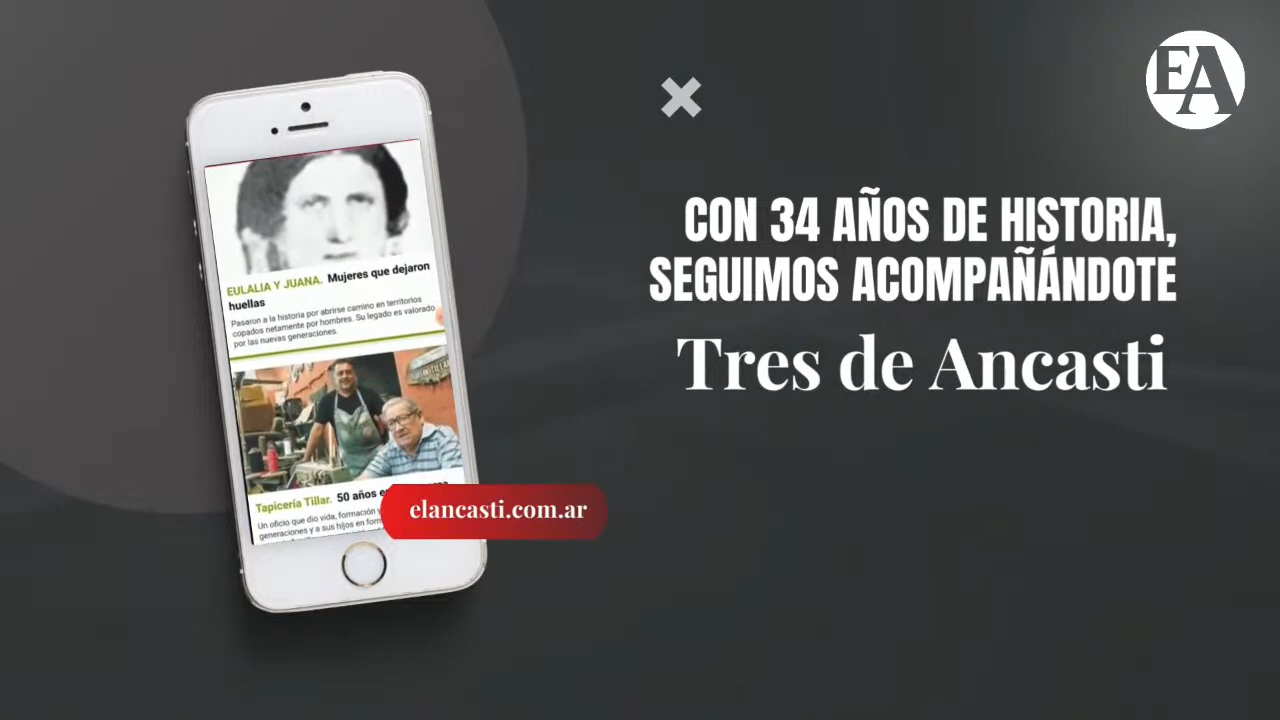 EA
CON 34 AÑOS DE HISTORIA,
SEGUIMOS ACOMPAÑÁNDOTE
Tres de Ancasti
EULALIA Y JUANA. Mujeres que dejaron
huellas
Pasaron a la historia por abrirse camino en territorios
copados netamente por hombres. Su legado es valorado
por las nuevas generaciones.
Tapicería Tillar. 50 años
Un oficio que dio vida, formación
generaciones y a sus hijos en
elancasti.com.ar